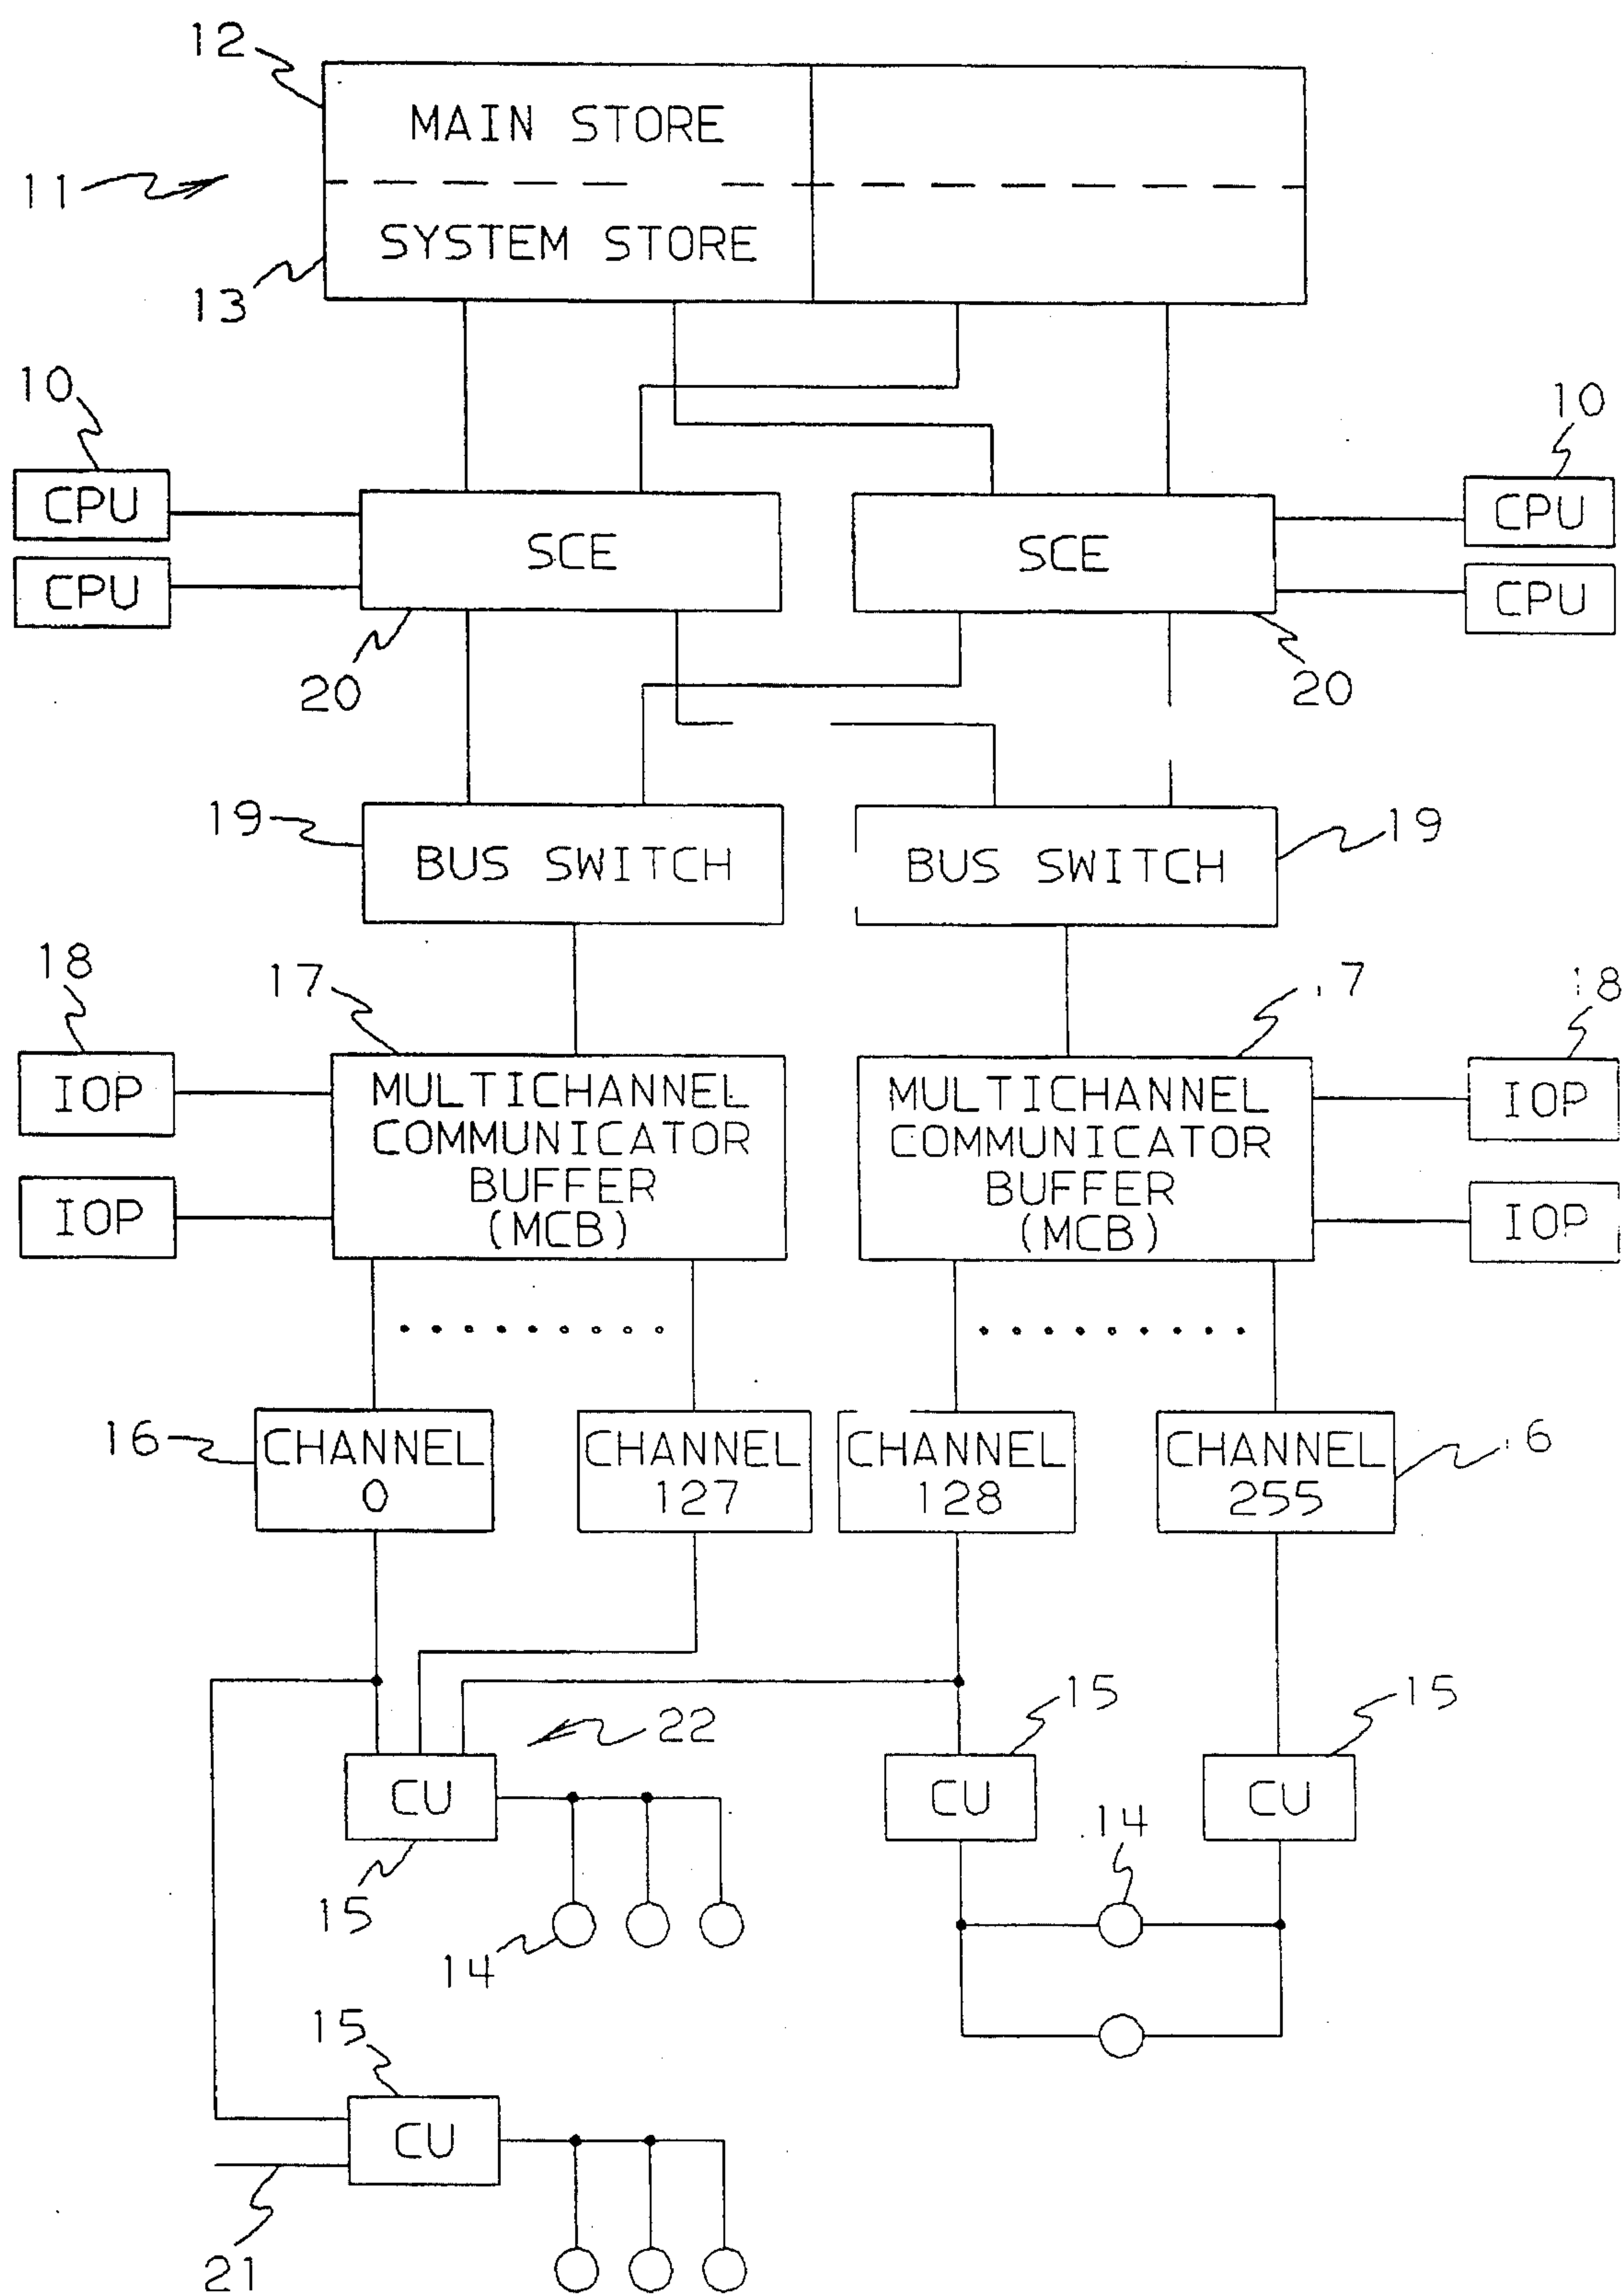 12
MAIN STORE
11
SYSTEM STORE
13
10
10
CPU
CPU
SCE
SCE
CPU
CPU
20
20
19
19
BUS SWITCH
BUS SWITCH
18
17
.7
18
IOP
IOP
MULTICHANNEL
COMMUNICATOR
BUFFER
(MCB)
MULTICHANNEL
COMMUNICATOR
BUFFER
(MCB)
IOP
IOP
16
CHANNEL
0
CHANNEL
127
CHANNEL
128
CHANNEL
255
.6
15
15
22
CU
CU
CU
15
14
14
15
CU
21